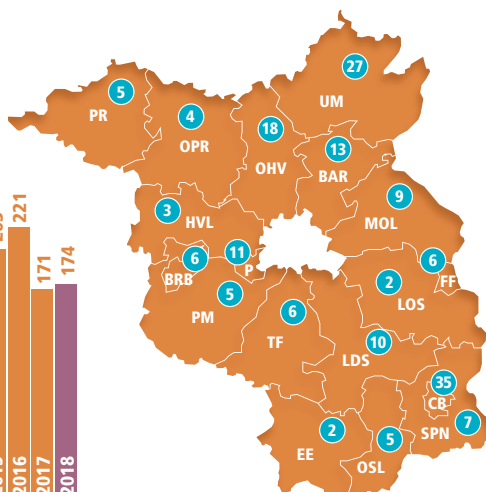 27
UM
5
PR
4
OPR
18
OHV
13
BAR
9
MOL
3
HVL
11
P
6
BRB
6
FF
2
LOS
5
PM
6
TF
10
LDS
35
CB
7
SPN
2
EE
5
OSL
221
171
174
2016
2017
2018